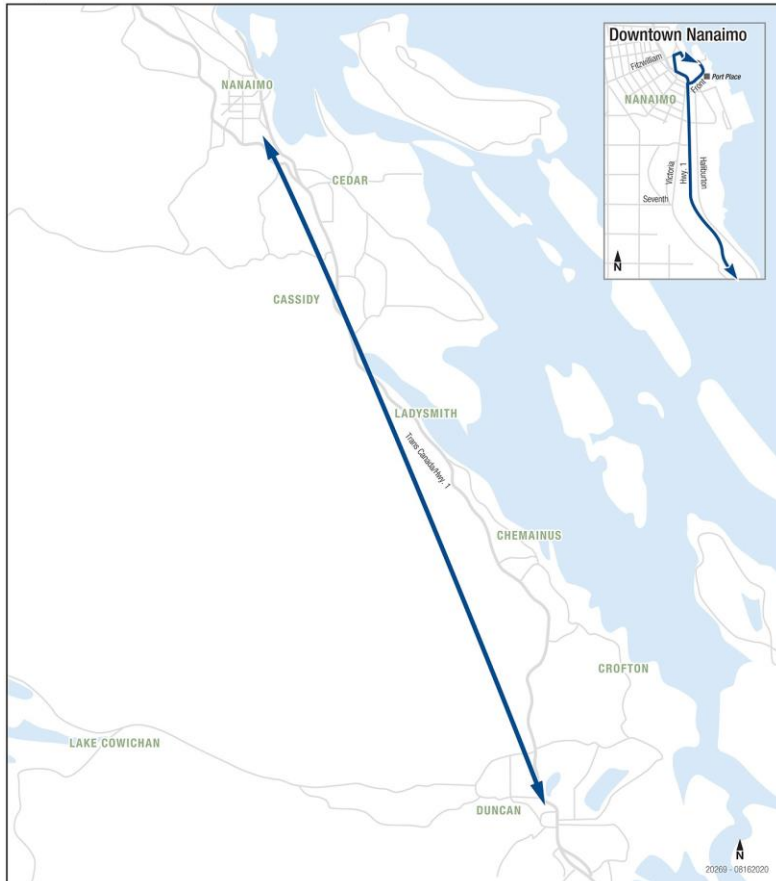 Downtown Nanaimo
Fitzwilliam
Port Place
Front
NANAIMO
Victoria
Hwy. 1
Haliburton
Seventh
N
NANAIMO
CEDAR
CASSIDY
LADYSMITH
Trans Canada/Hwy. 1
CHEMAINUS
CROFTON
LAKE COWICHAN
DUNCAN
N
20269 - 08162020